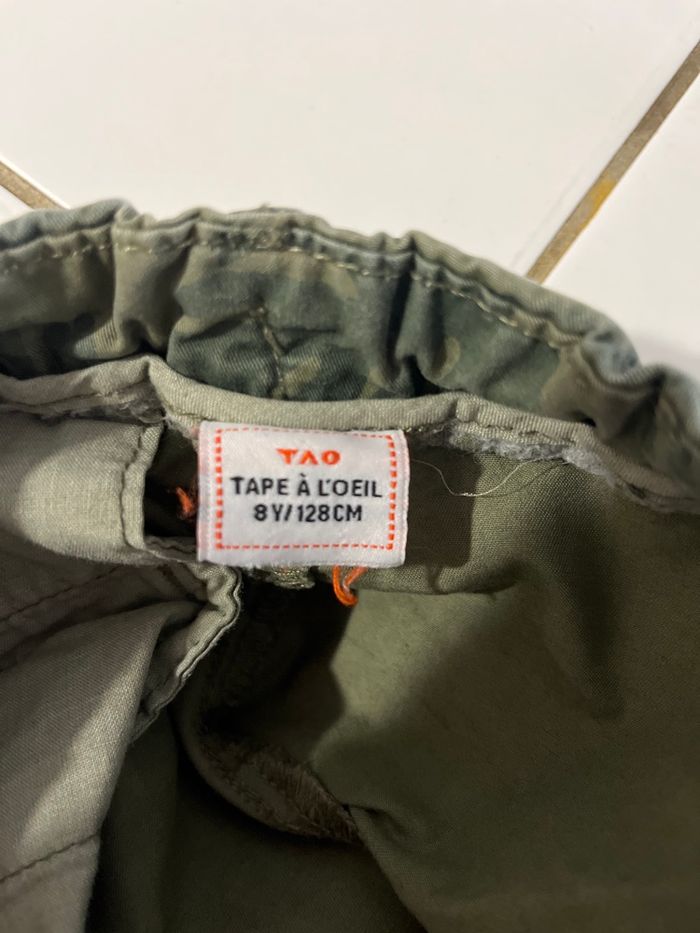 TAO
TAPE À L'OEIL
8Y/128CM